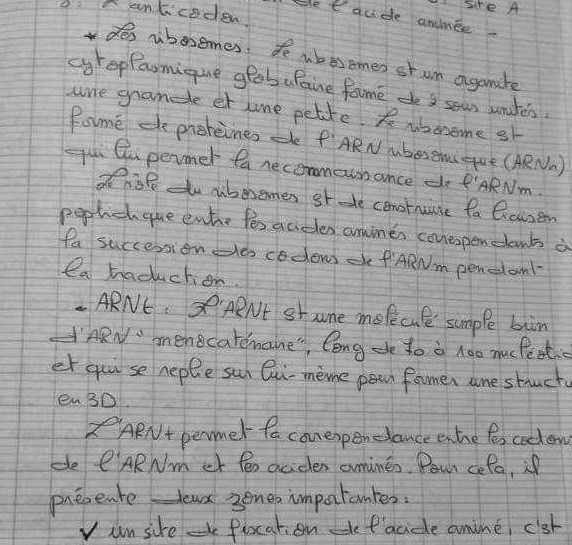 de l'acide aminée - site A
anticodon.
* Les ribosomes : Le ribosomes st un organite
cytoplasmique globulaire formé de 2 sous unités :
une grande et une petite. Le ribosome st
formé de protéines de l'ARN ribosomique (ARNr)
qui lui permet la reconnaissance de l'ARNm.
Le rôle du ribosomes st de construire la liaison
peptidique entre les acides aminés correspondants à
la succession des codons de l'ARNm pendant
la traduction.
- ARNt : L'ARNt st une molécule simple brin
d'ARN "monocaténaire", long de 70 à 100 nucléotid
et qui se replie sur lui-même pour former une structu
en 3D.
L'ARNt permet la correspondance entre les codon
de l'ARNm et les acides aminés. Pour cela, il
présente deux zones importantes :
✓ un site de fixation de l'acide aminé, c'st